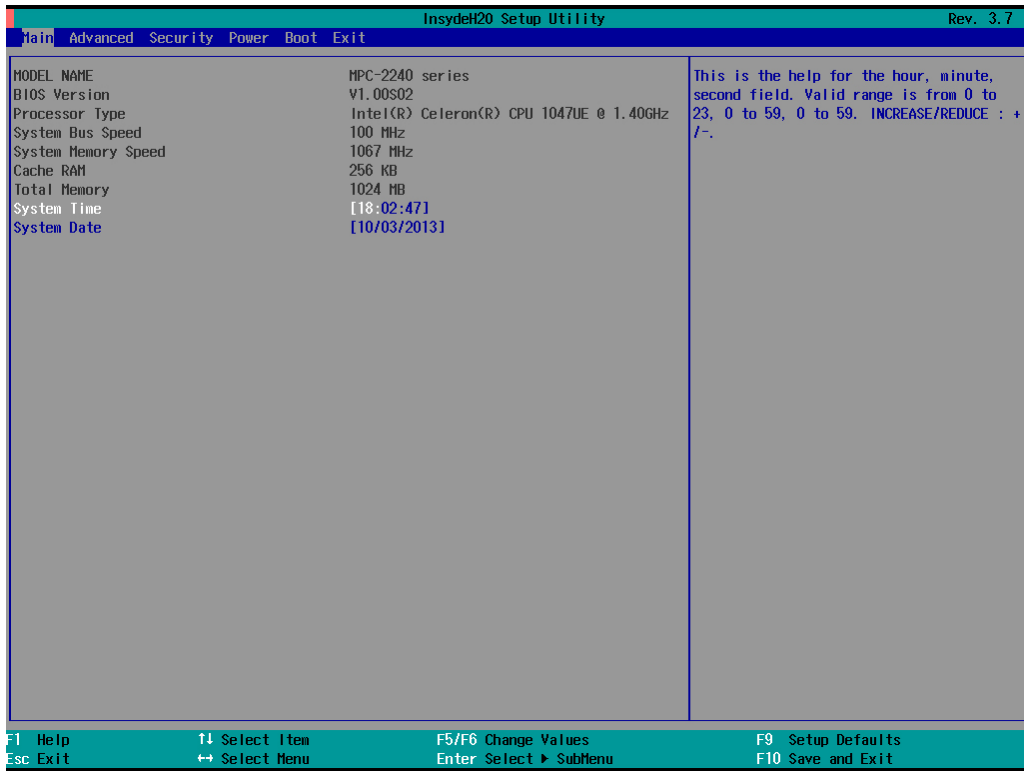 InsydeH20 Setup Utility Rev. 3.7
Main Advanced Security Power Boot Exit
MODEL NAME MPC-2240 series
BIOS Version V1.00S02
Processor Type Intel(R) Celeron(R) CPU 1047UE @ 1.40GHz
System Bus Speed 100 MHz
System Memory Speed 1067 MHz
Cache RAM 256 KB
Total Memory 1024 MB
System Time [18:02:47]
System Date [10/03/2013]
This is the help for the hour, minute,
second field. Valid range is from 0 to
23, 0 to 59, 0 to 59. INCREASE/REDUCE : +
/-.
F1 Help ↑↓ Select Item F5/F6 Change Values F9 Setup Defaults
Esc Exit ↔ Select Menu Enter Select ▶ SubMenu F10 Save and Exit